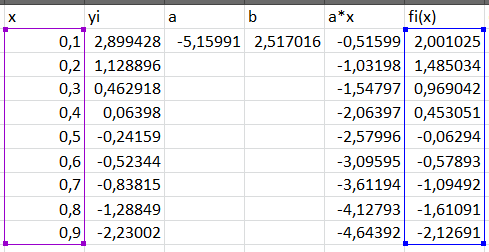 x yi a b a*x fi(x)
0,1 2,899428 -5,15991 2,517016 -0,51599 2,001025
0,2 1,128896 -1,03198 1,485034
0,3 0,462918 -1,54797 0,969042
0,4 0,06398 -2,06397 0,453051
0,5 -0,24159 -2,57996 -0,06294
0,6 -0,52344 -3,09595 -0,57893
0,7 -0,83815 -3,61194 -1,09492
0,8 -1,28849 -4,12793 -1,61091
0,9 -2,23002 -4,64392 -2,12691